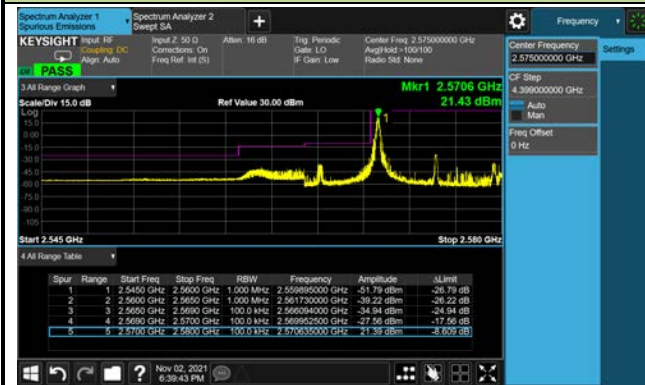 Spectrum Analyzer 1
Spurious Emissions
Spectrum Analyzer 2
Swept SA
+
Frequency
KEYSIGHT
Input: RF
Coupling: DC
Align: Auto
Input Z: 50 Ω
Corrections: On
Freq Ref: Int (S)
Atten: 16 dB
Trig: Periodic
Gate: LO
IF Gain: Low
Center Freq: 2.575000000 GHz
Avg|Hold:>100/100
Radio Std: None
PASS
Center Frequency
2.575000000 GHz
Settings
CF Step
4.399000000 GHz
Auto
Man
Freq Offset
0 Hz
3 All Range Graph
Mkr1 2.5706 GHz
Scale/Div 15.0 dB
Ref Value 30.00 dBm
21.43 dBm
Log
15.0
0.00
-15.0
-30.0
-45.0
-60.0
-75.0
-90.0
-105
1
Start 2.545 GHz
Stop 2.580 GHz
4 All Range Table
Spur Range Start Freq Stop Freq RBW Frequency Amplitude ΔLimit
1 1 2.5450 GHz 2.5600 GHz 1.000 MHz 2.559895000 GHz -51.79 dBm -26.79 dB
2 2 2.5600 GHz 2.5650 GHz 1.000 MHz 2.561730000 GHz -39.22 dBm -26.22 dB
3 3 2.5650 GHz 2.5690 GHz 100.0 kHz 2.566094000 GHz -34.94 dBm -24.94 dB
4 4 2.5690 GHz 2.5700 GHz 100.0 kHz 2.569952500 GHz -27.56 dBm -17.56 dB
5 5 2.5700 GHz 2.5800 GHz 100.0 kHz 2.570635000 GHz 21.39 dBm -8.609 dB
?
Nov 02, 2021
6:39:43 PM